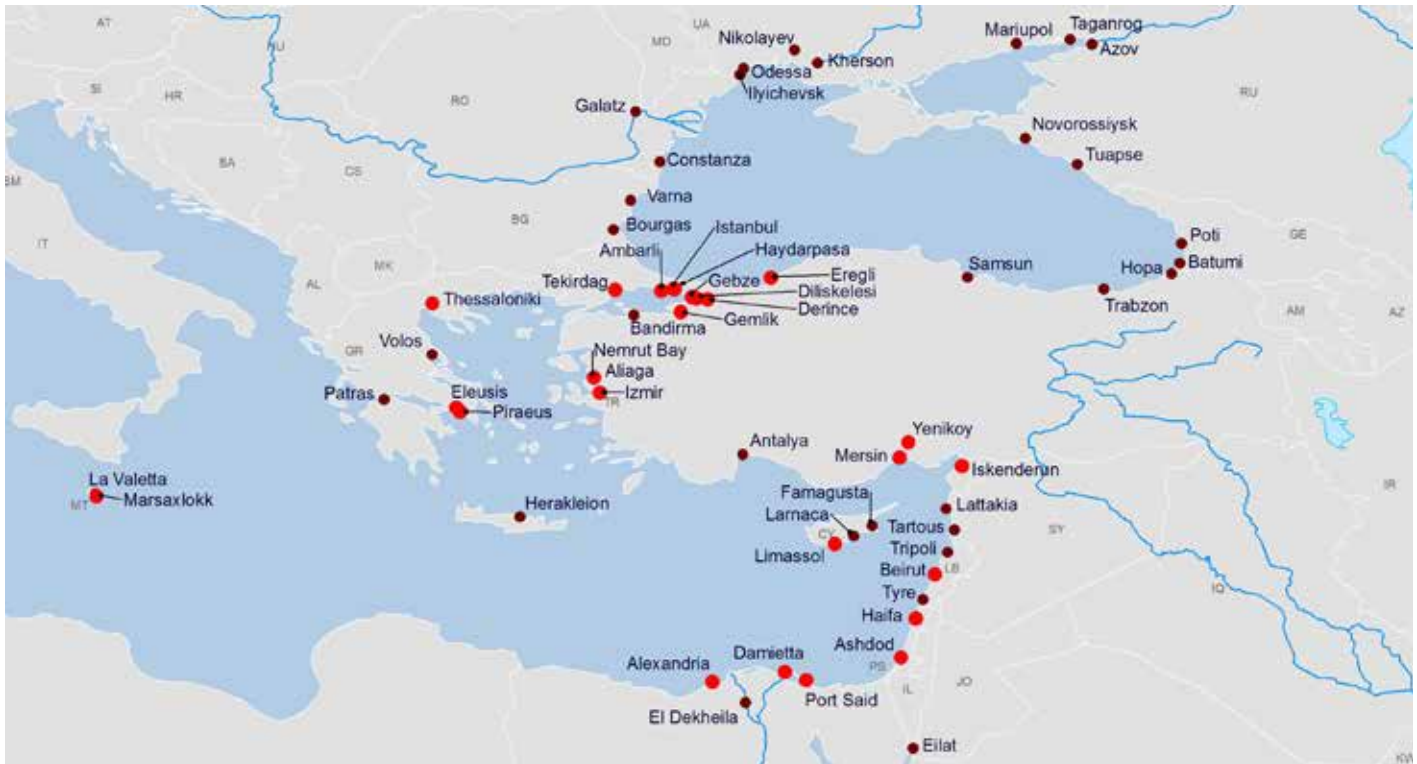 AT
HU
MD
UA
Nikolayev
Mariupol
Taganrog
Azov
Kherson
Odessa
Ilyichevsk
SI
HR
RO
RU
Galatz
Novorossiysk
Tuapse
BA
CS
Constanza
SM
IT
Varna
BG
Bourgas
Istanbul
Ambarli
Haydarpasa
Poti
GE
Batumi
Hopa
MK
AL
Tekirdag
Gebze
Eregli
Samsun
Diliskelesi
Derince
Trabzon
Thessaloniki
Gemlik
Bandirma
AM
AZ
GR
Volos
Nemrut Bay
Aliaga
Izmir
TR
Patras
Eleusis
Piraeus
Antalya
Yenikoy
Mersin
Iskenderun
La Valetta
Marsaxlokk
MT
Herakleion
Famagusta
Larnaca
CY
Limassol
Lattakia
Tartous
SY
Tripoli
Beirut
LB
IR
IQ
Tyre
Haifa
Ashdod
PS
IL
JO
Alexandria
Damietta
Port Said
El Dekheila
Eilat
KW